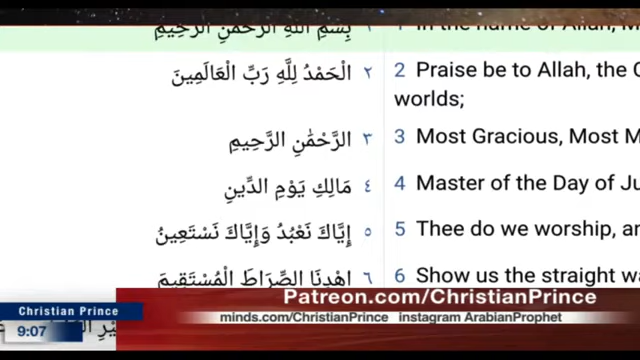 بِسْمِ اللَّهِ الرَّحْمَٰنِ الرَّحِيمِ ١
1 In the name of Allah,
الْحَمْدُ لِلَّهِ رَبِّ الْعَالَمِينَ ٢
2 Praise be to Allah, the
worlds;
الرَّحْمَٰنِ الرَّحِيمِ ٣
3 Most Gracious, Most
مَالِكِ يَوْمِ الدِّينِ ٤
4 Master of the Day of
إِيَّاكَ نَعْبُدُ وَإِيَّاكَ نَسْتَعِينُ ٥
5 Thee do we worship,
اهْدِنَا الصِّرَاطَ الْمُسْتَقِيمَ ٦
6 Show us the straight
Patreon.com/ChristianPrince
minds.com/ChristianPrince instagram ArabianProphet
Christian Prince
9:07